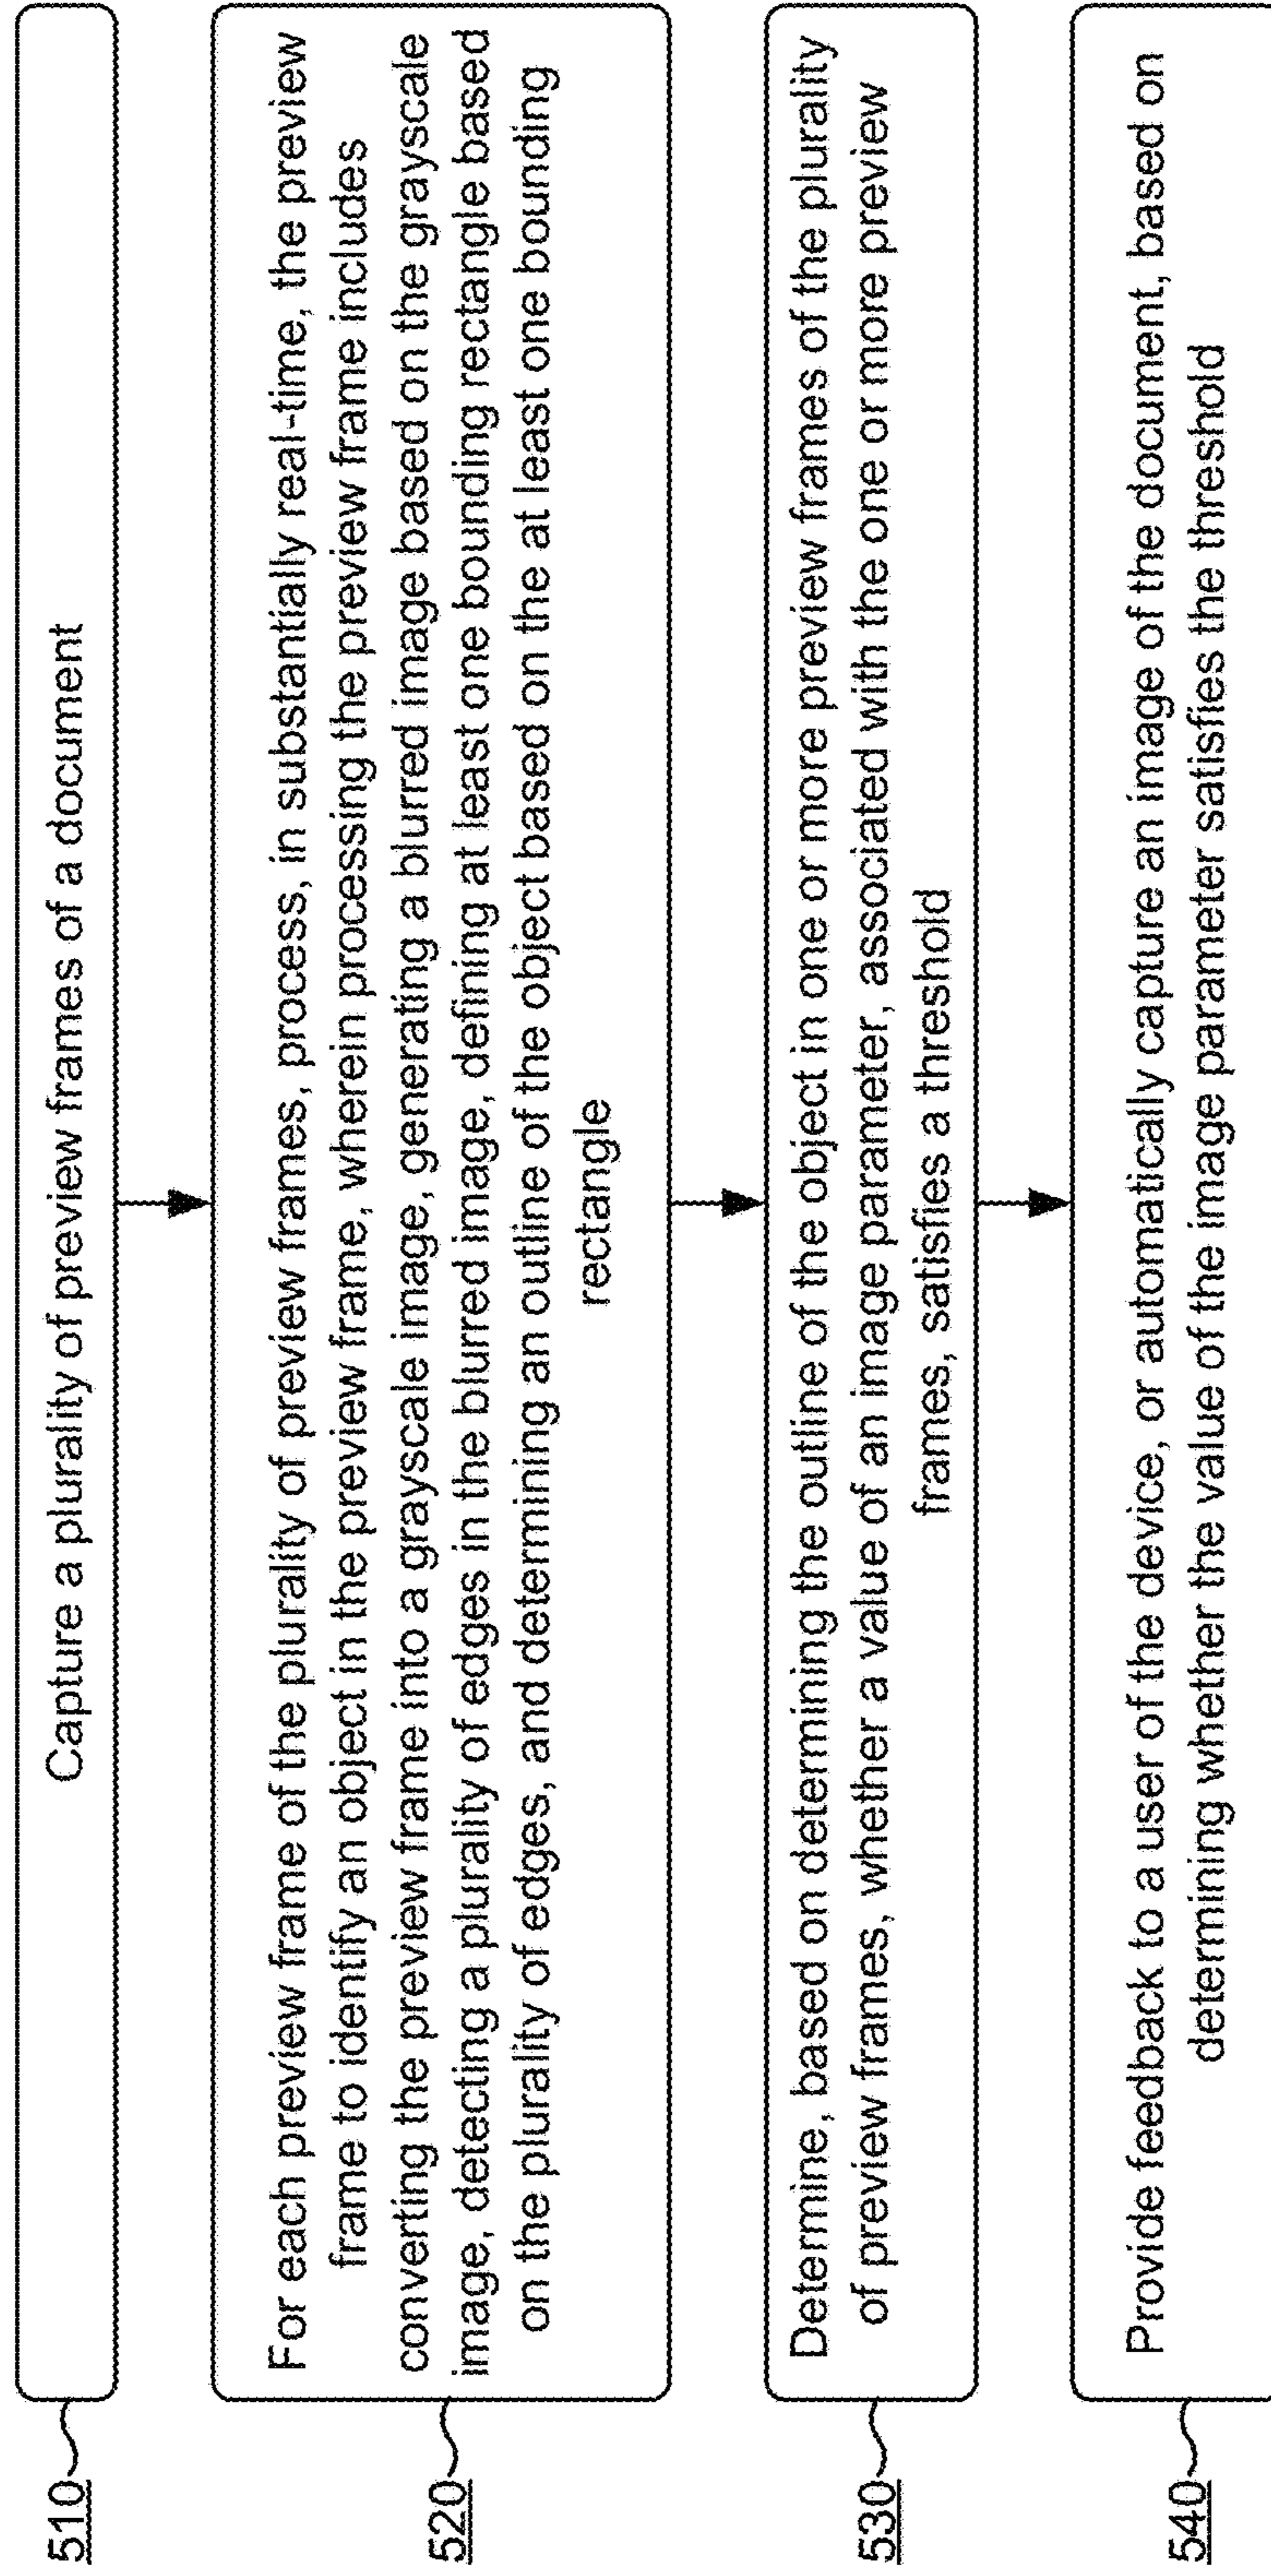 510
Capture a plurality of preview frames of a document
520
For each preview frame of the plurality of preview frames, process, in substantially real-time, the preview
frame to identify an object in the preview frame, wherein processing the preview frame includes
converting the preview frame into a grayscale image, generating a blurred image based on the grayscale
image, detecting a plurality of edges in the blurred image, defining at least one bounding rectangle based
on the plurality of edges, and determining an outline of the object based on the at least one bounding
rectangle
530
Determine, based on determining the outline of the object in one or more preview frames of the plurality
of preview frames, whether a value of an image parameter, associated with the one or more preview
frames, satisfies a threshold
540
Provide feedback to a user of the device, or automatically capture an image of the document, based on
determining whether the value of the image parameter satisfies the threshold